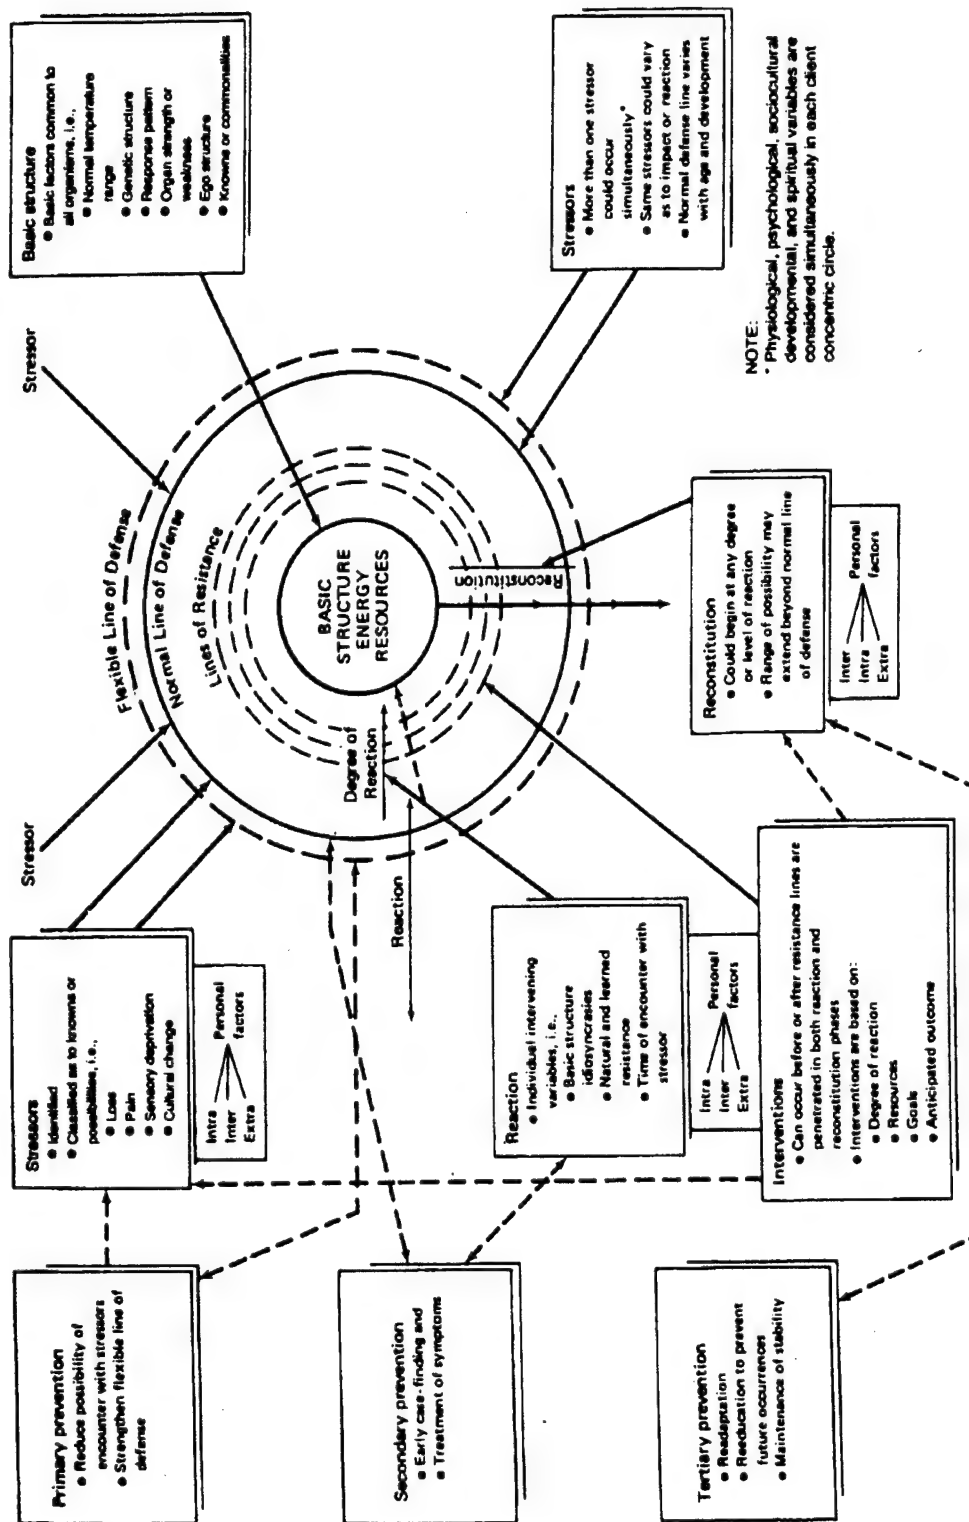 Primary prevention
● Reduce possibility of
encounter with stressors
● Strengthen flexible line of
defense
Stressors
● Identified
● Classified as to knowns or
possibilities, i.e.,
● Loss
● Pain
● Sensory deprivation
● Cultural change
Intra
Inter
Extra
Personal
factors
Stressor
Stressor
Basic structure
● Basic factors common to
all organisms, i.e.,
● Normal temperature
range
● Genetic structure
● Response pattern
● Organ strength or
weakness
● Ego structure
● Knowns or commonalities
Flexible Line of Defense
Normal Line of Defense
Lines of Resistance
BASIC
STRUCTURE
ENERGY
RESOURCES
Degree of
Reaction
Reaction
Reconstitution
Secondary prevention
● Early case-finding and
● Treatment of symptoms
Reaction
● Individual intervening
variables, i.e.,
● Basic structure
idiosyncrasies
● Natural and learned
resistance
● Time of encounter with
stressor
Intra
Inter
Extra
Personal
factors
Stressors
● More than one stressor
could occur
simultaneously*
● Same stressors could vary
as to impact or reaction
● Normal defense line varies
with age and development
Tertiary prevention
● Readaptation
● Reeducation to prevent
future occurrences
● Maintenance of stability
Interventions
● Can occur before or after resistance lines are
penetrated in both reaction and
reconstitution phases
● Interventions are based on:
● Degree of reaction
● Resources
● Goals
● Anticipated outcome
Reconstitution
● Could begin at any degree
or level of reaction
● Range of possibility may
extend beyond normal line
of defense
Inter
Intra
Extra
Personal
factors
NOTE:
* Physiological, psychological, sociocultural
developmental, and spiritual variables are
considered simultaneously in each client
concentric circle.